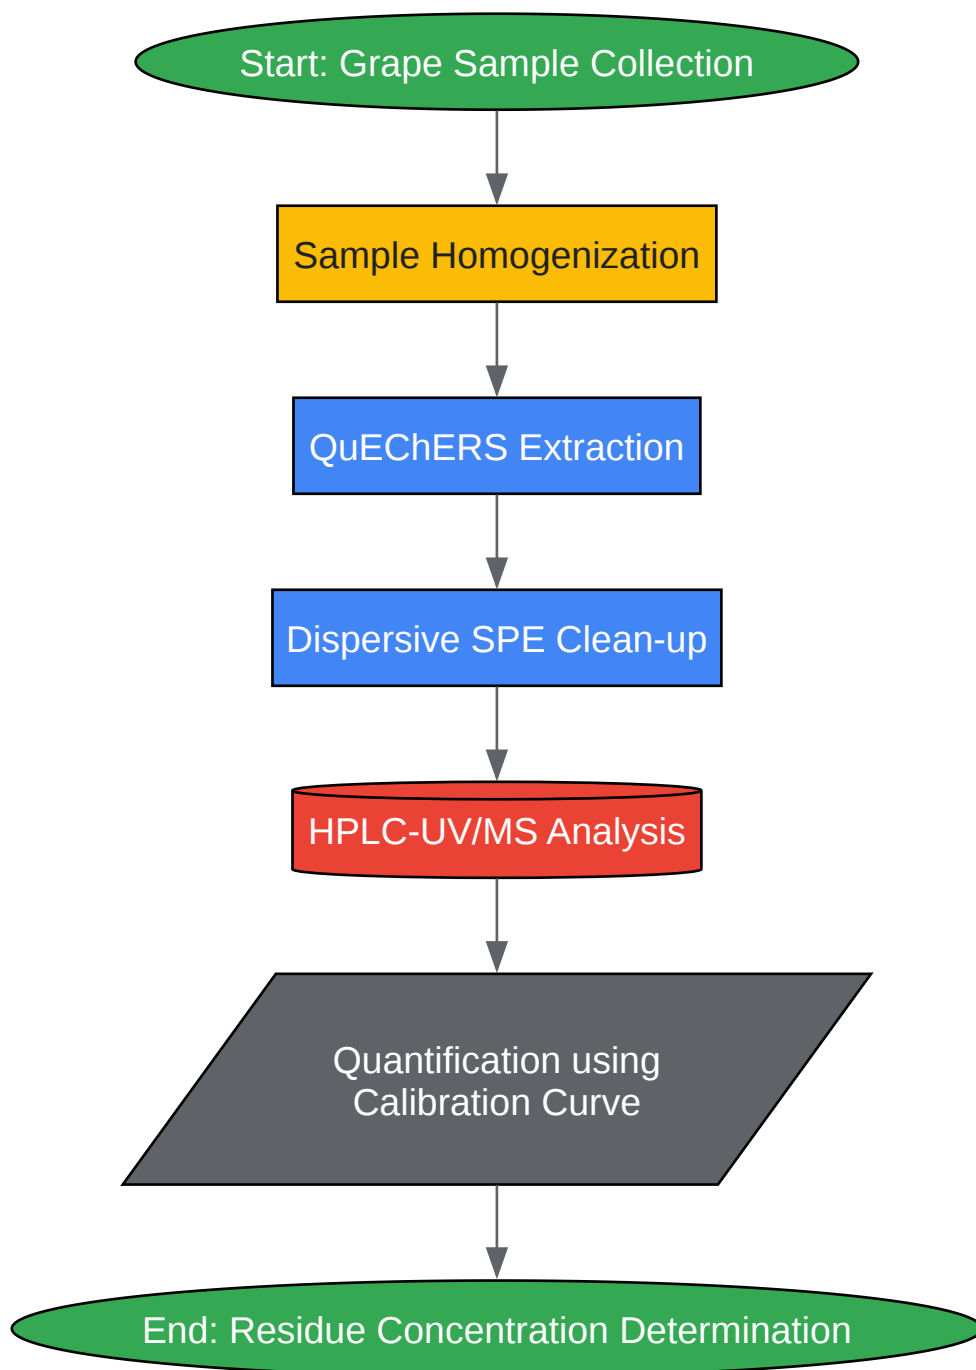 Start: Grape Sample Collection
Sample Homogenization
QuEChERS Extraction
Dispersive SPE Clean-up
HPLC-UV/MS Analysis
Quantification using
Calibration Curve
End: Residue Concentration Determination